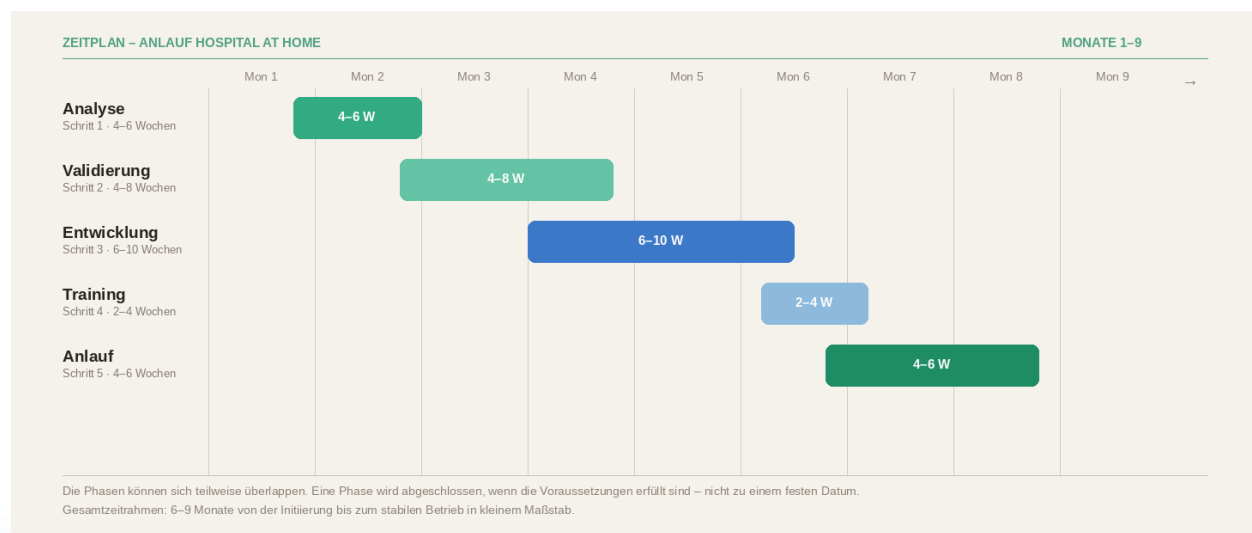 ZEITPLAN – ANLAUF HOSPITAL AT HOME
MONATE 1–9
Mon 1 Mon 2 Mon 3 Mon 4 Mon 5 Mon 6 Mon 7 Mon 8 Mon 9 →
Analyse
Schritt 1 · 4–6 Wochen
4–6 W
Validierung
Schritt 2 · 4–8 Wochen
4–8 W
Entwicklung
Schritt 3 · 6–10 Wochen
6–10 W
Training
Schritt 4 · 2–4 Wochen
2–4 W
Anlauf
Schritt 5 · 4–6 Wochen
4–6 W
Die Phasen können sich teilweise überlappen. Eine Phase wird abgeschlossen, wenn die Voraussetzungen erfüllt sind – nicht zu einem festen Datum.
Gesamtzeitrahmen: 6–9 Monate von der Initiierung bis zum stabilen Betrieb in kleinem Maßstab.